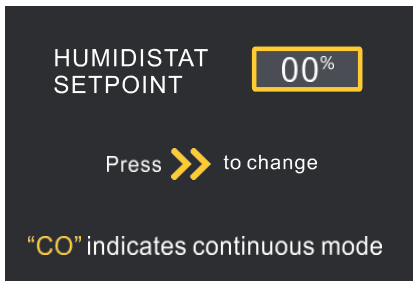 HUMIDISTAT
SETPOINT
00%
Press to change
“CO” indicates continuous mode